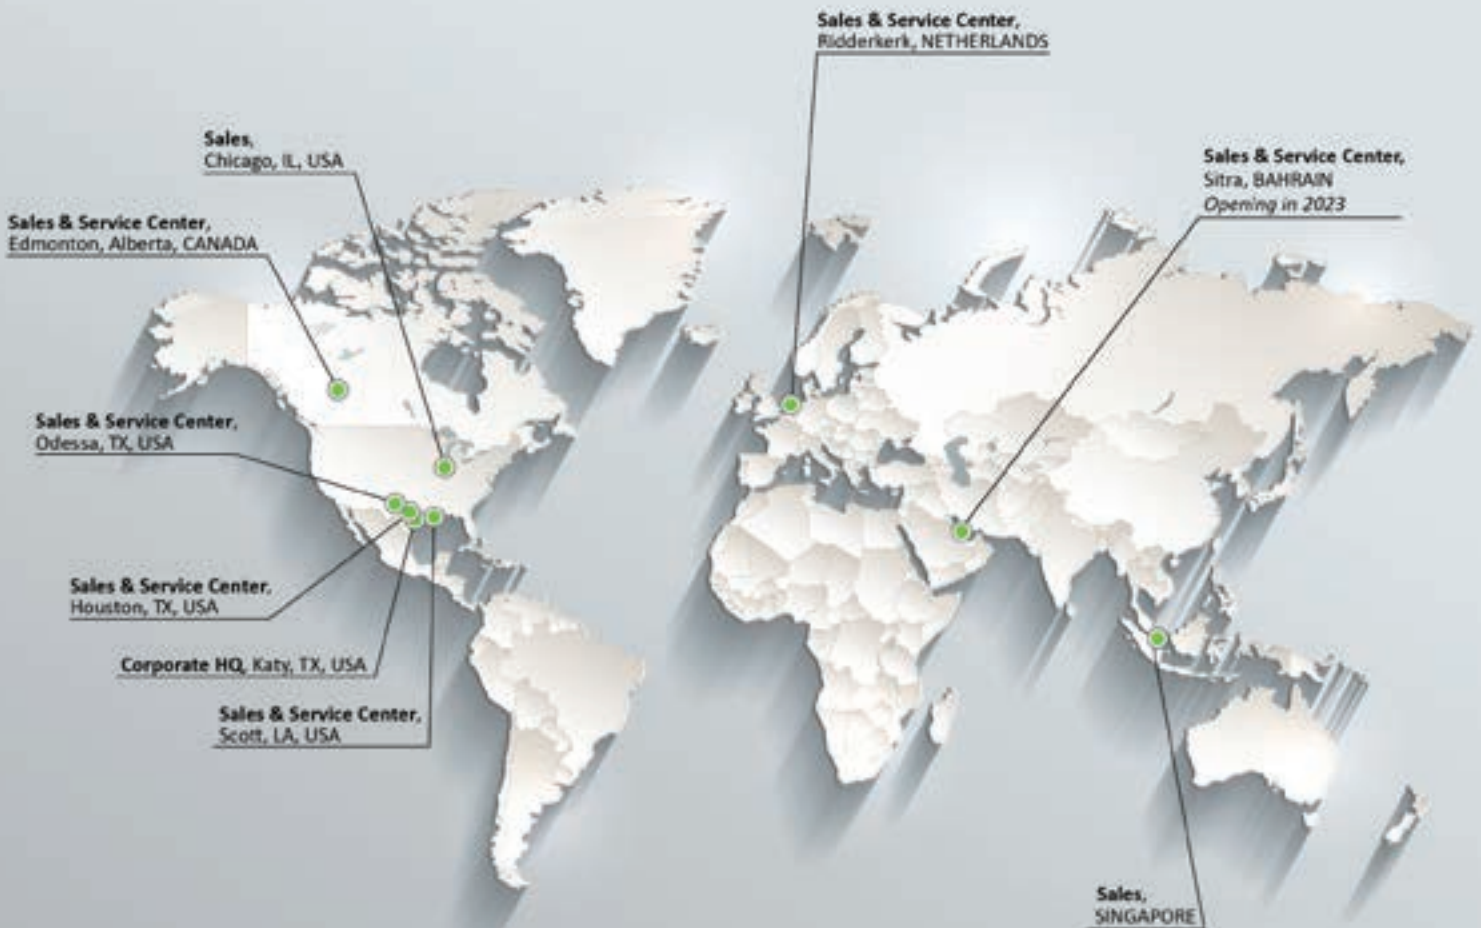 Sales & Service Center,
Ridderkerk, NETHERLANDS
Sales,
Chicago, IL, USA
Sales & Service Center,
Sitra, BAHRAIN
Opening in 2023
Sales & Service Center,
Edmonton, Alberta, CANADA
Sales & Service Center,
Odessa, TX, USA
Sales & Service Center,
Houston, TX, USA
Corporate HQ, Katy, TX, USA
Sales & Service Center,
Scott, LA, USA
Sales,
SINGAPORE